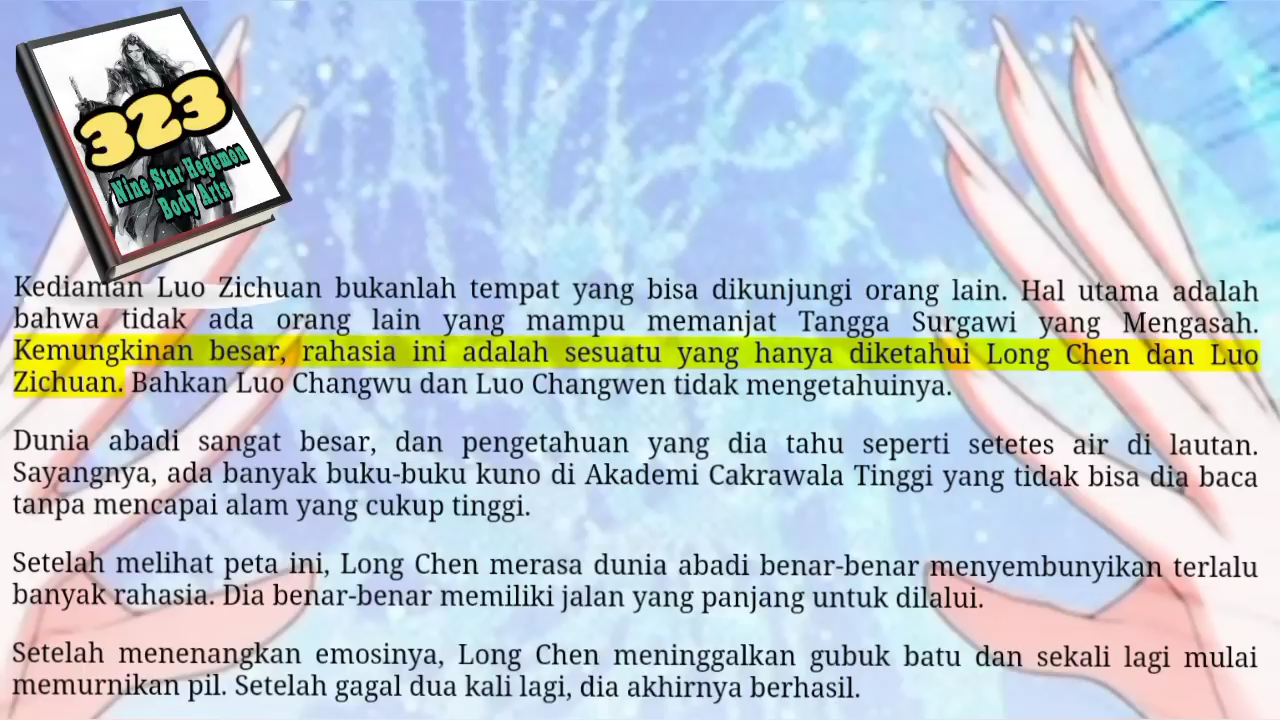 323
Nine Star Hegemon
Body Arts
Kediaman Luo Zichuan bukanlah tempat yang bisa dikunjungi orang lain. Hal utama adalah
bahwa tidak ada orang lain yang mampu memanjat Tangga Surgawi yang Mengasah.
Kemungkinan besar, rahasia ini adalah sesuatu yang hanya diketahui Long Chen dan Luo
Zichuan. Bahkan Luo Changwu dan Luo Changwen tidak mengetahuinya.
Dunia abadi sangat besar, dan pengetahuan yang dia tahu seperti setetes air di lautan.
Sayangnya, ada banyak buku-buku kuno di Akademi Cakrawala Tinggi yang tidak bisa dia baca
tanpa mencapai alam yang cukup tinggi.
Setelah melihat peta ini, Long Chen merasa dunia abadi benar-benar menyembunyikan terlalu
banyak rahasia. Dia benar-benar memiliki jalan yang panjang untuk dilalui.
Setelah menenangkan emosinya, Long Chen meninggalkan gubuk batu dan sekali lagi mulai
memurnikan pil. Setelah gagal dua kali lagi, dia akhirnya berhasil.